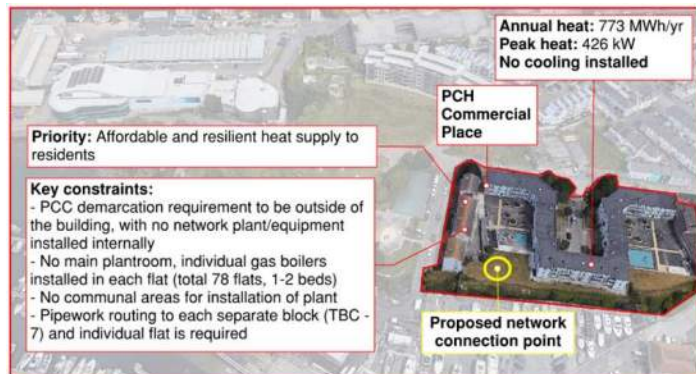 Annual heat: 773 MWh/yr
Peak heat: 426 kW
No cooling installed
PCH
Commercial
Place
Priority: Affordable and resilient heat supply to
residents
Key constraints:
- PCC demarcation requirement to be outside of
the building, with no network plant/equipment
installed internally
- No main plantroom, individual gas boilers
installed in each flat (total 78 flats, 1-2 beds)
- No communal areas for installation of plant
- Pipework routing to each separate block (TBC -
7) and individual flat is required
Proposed network
connection point